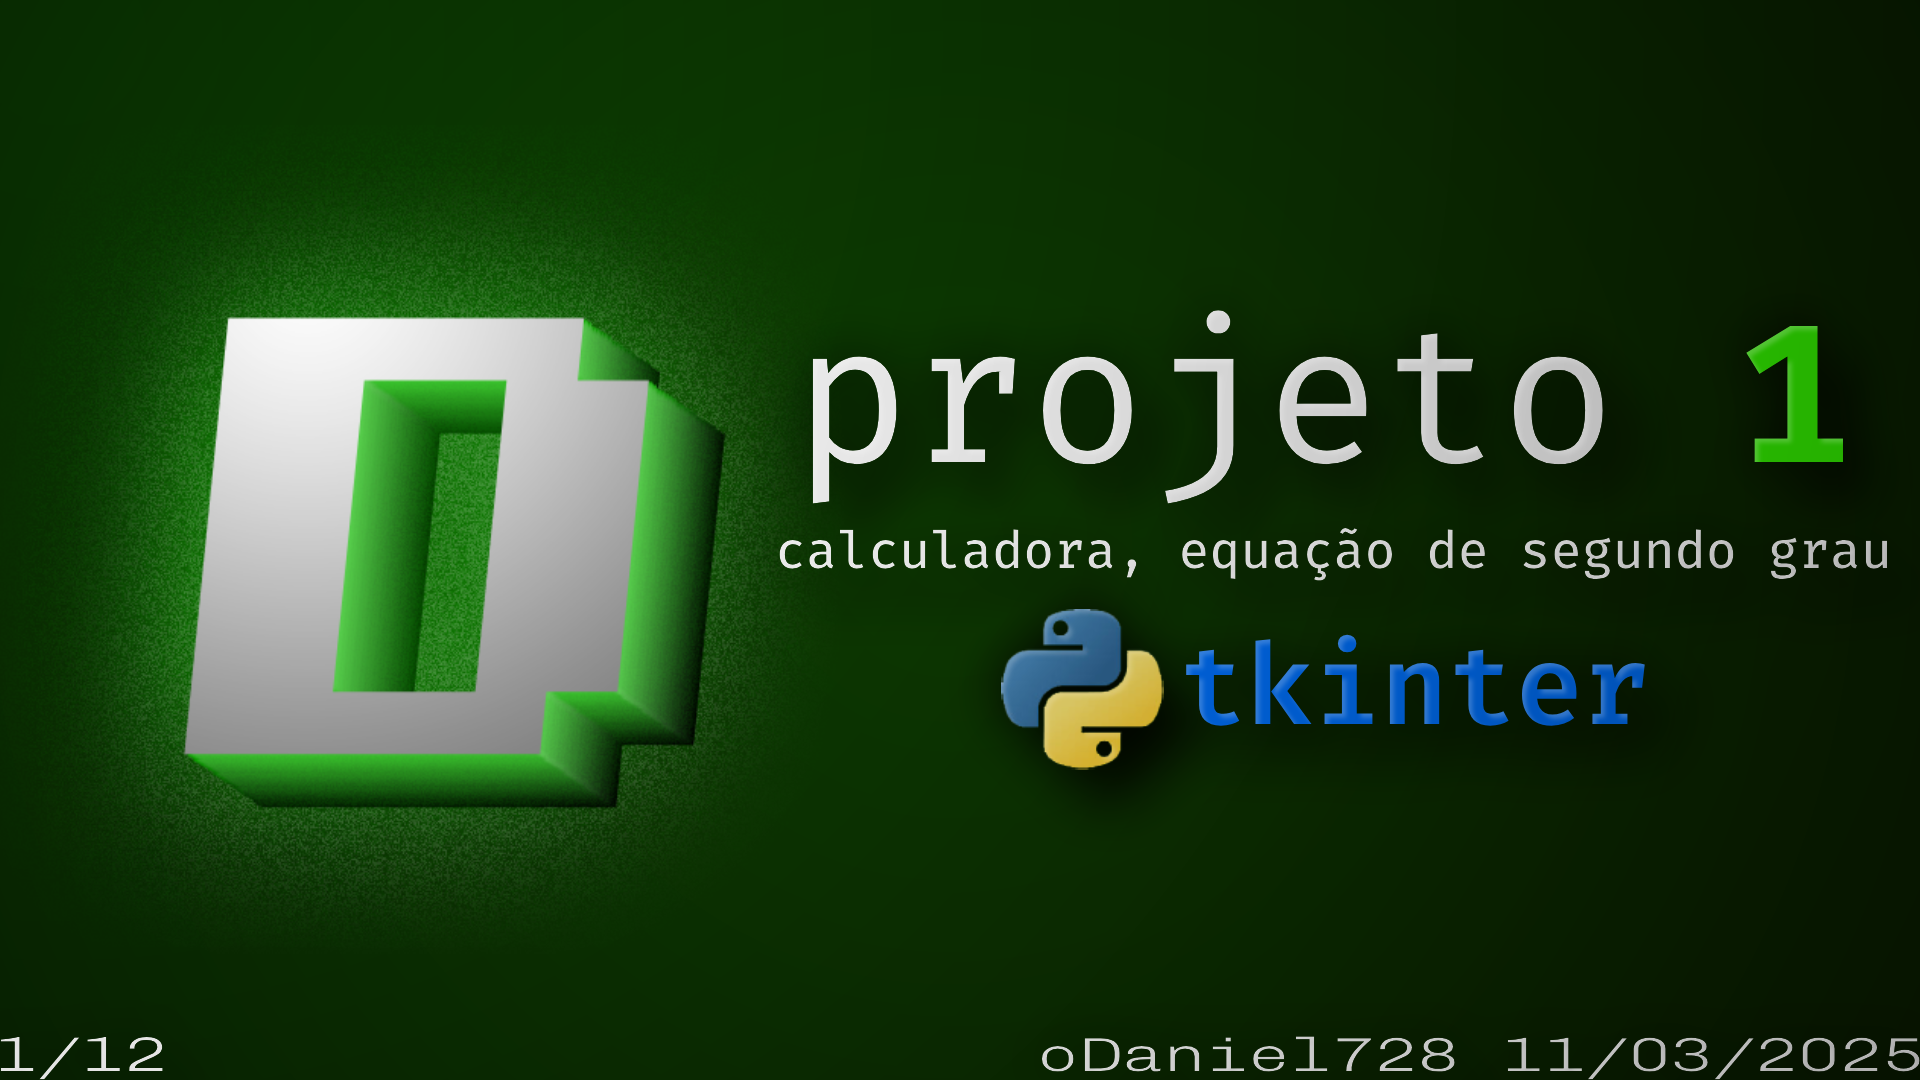 D
projeto 1
calculadora, equação de segundo grau
tkinter
1/12
oDaniel728 11/03/2025